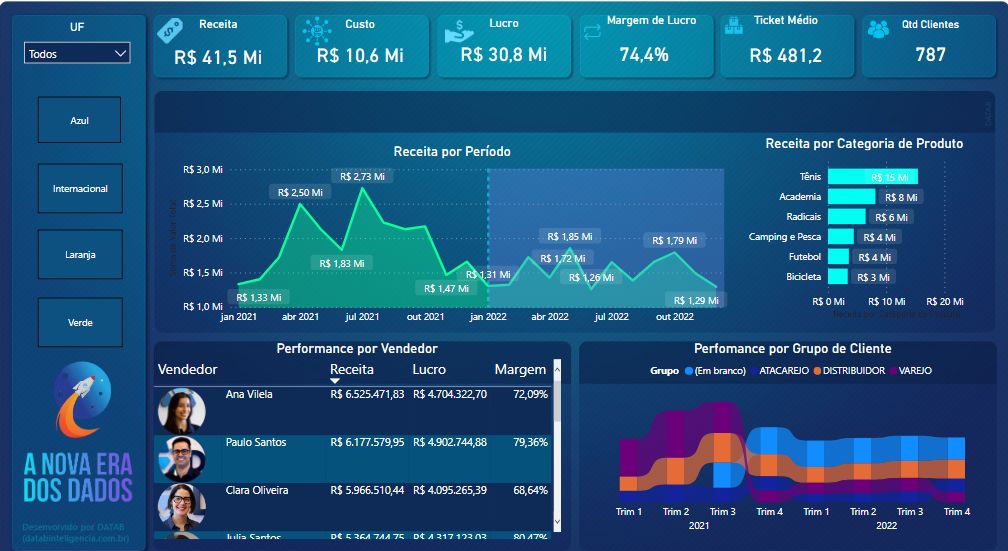 UF
Todos
Azul
Internacional
Laranja
Verde
A NOVA ERA
DOS DADOS
Desenvolvido por DATAB
(databinteligencia.com.br)
Receita
R$ 41,5 Mi
Custo
R$ 10,6 Mi
Lucro
R$ 30,8 Mi
Margem de Lucro
74,4%
Ticket Médio
R$ 481,2
Qtd Clientes
787
DATAB
Receita por Período
R$ 3,0 Mi
R$ 2,5 Mi
R$ 2,0 Mi
R$ 1,5 Mi
R$ 1,0 Mi
R$ 1,33 Mi
R$ 2,50 Mi
R$ 1,83 Mi
R$ 2,73 Mi
R$ 1,47 Mi
R$ 1,31 Mi
R$ 1,72 Mi
R$ 1,85 Mi
R$ 1,26 Mi
R$ 1,79 Mi
R$ 1,29 Mi
jan 2021
abr 2021
jul 2021
out 2021
jan 2022
abr 2022
jul 2022
out 2022
Receita por Categoria de Produto
Tênis R$ 15 Mi
Academia R$ 8 Mi
Radicais R$ 6 Mi
Camping e Pesca R$ 4 Mi
Futebol R$ 4 Mi
Bicicleta R$ 3 Mi
R$ 0 Mi R$ 10 Mi R$ 20 Mi
Receita por Categoria de Produto
Performance por Vendedor
Vendedor Receita Lucro Margem
Ana Vilela R$ 6.525.471,83 R$ 4.704.322,70 72,09%
Paulo Santos R$ 6.177.579,95 R$ 4.902.744,88 79,36%
Clara Oliveira R$ 5.966.510,44 R$ 4.095.265,39 68,64%
Julia Santos R$ 5.364.744,75 R$ 4.317.123,03 80,47%
Perfomance por Grupo de Cliente
Grupo (Em branco) ATACAREJO DISTRIBUIDOR VAREJO
Trim 1 Trim 2 Trim 3 Trim 4 Trim 1 Trim 2 Trim 3 Trim 4
2021 2022